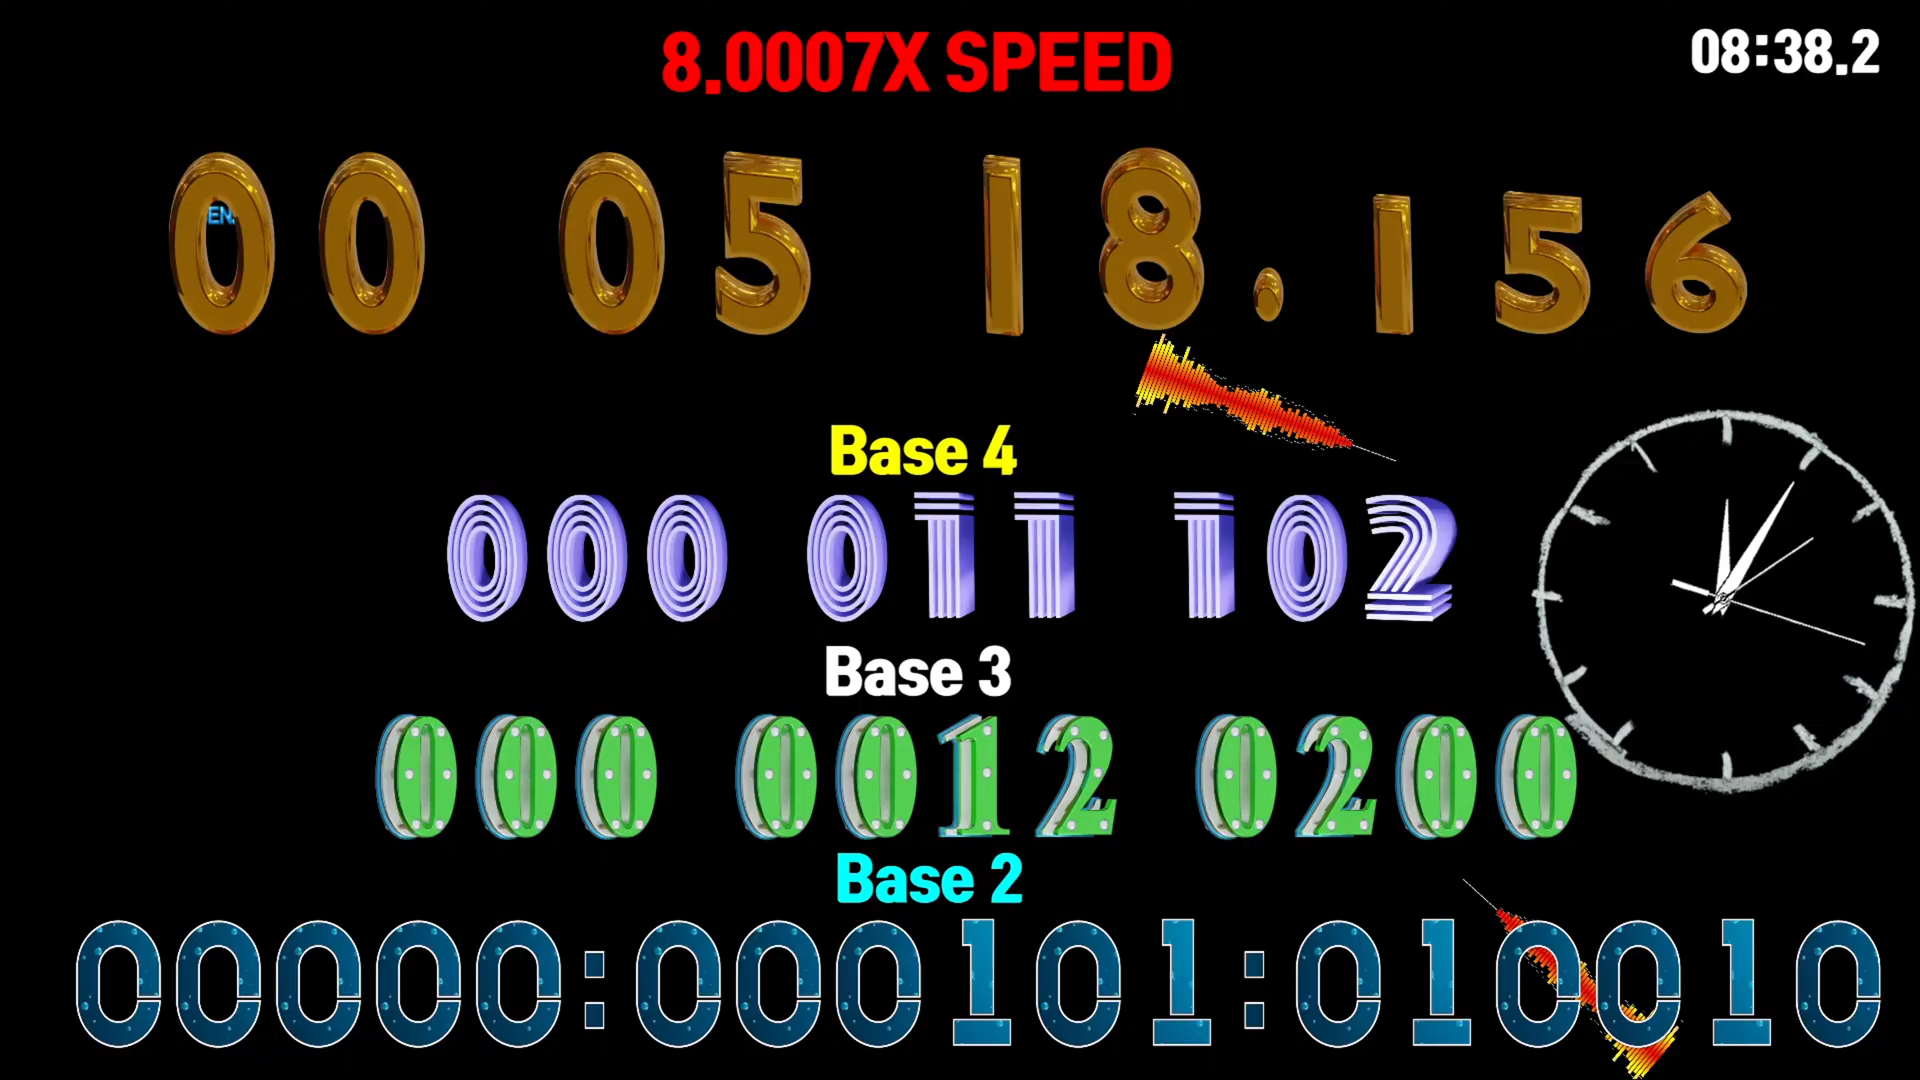 8.0007X SPEED
08:38.2
00 05 18.156
Base 4
000 011 102
Base 3
000 0012 0200
Base 2
00000:000101:010010